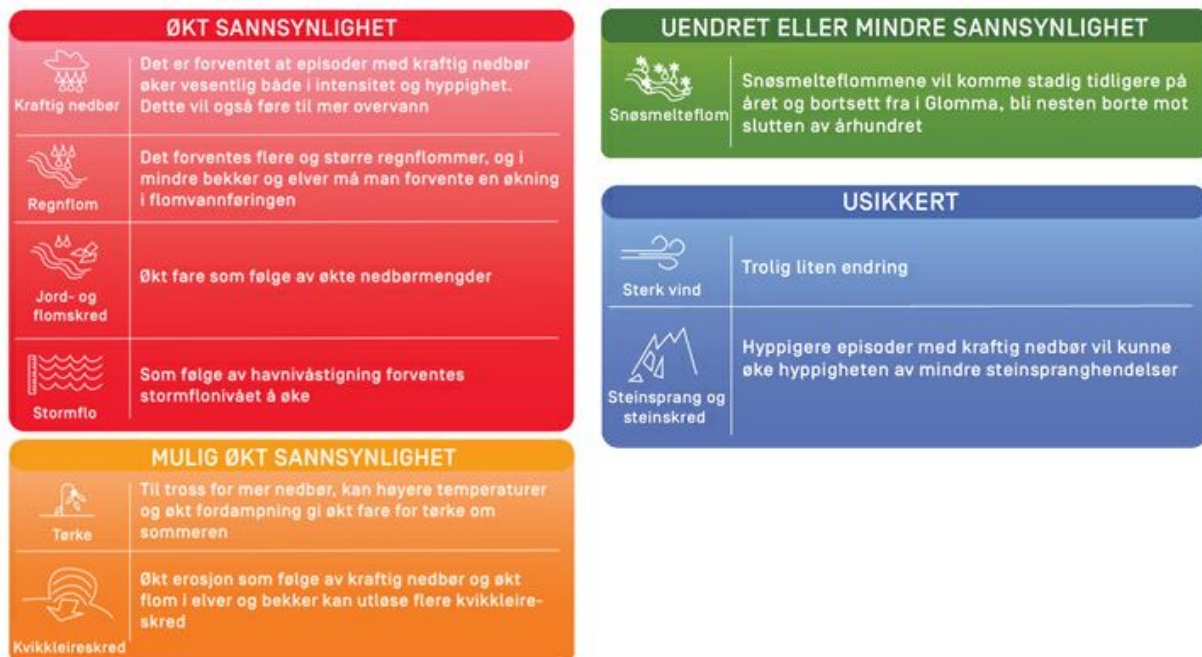 ØKT SANNSYNLIGHET
Kraftig nedbør
Det er forventet at episoder med kraftig nedbør
øker vesentlig både i intensitet og hyppighet.
Dette vil også føre til mer overvann
Regnflom
Det forventes flere og større regnflommer, og i
mindre bekker og elver må man forvente en økning
i flomvannføringen
Jord- og
flomskred
Økt fare som følge av økte nedbørmengder
Stormflo
Som følge av havnivåstigning forventes
stormflonivået å øke
MULIG ØKT SANNSYNLIGHET
Tørke
Til tross for mer nedbør, kan høyere temperaturer
og økt fordampning gi økt fare for tørke om
sommeren
Kvikkleireskred
Økt erosjon som følge av kraftig nedbør og økt
flom i elver og bekker kan utløse flere kvikkleire-
skred
UENDRET ELLER MINDRE SANNSYNLIGHET
Snøsmelteflom
Snøsmelteflommene vil komme stadig tidligere på
året og bortsett fra i Glomma, bli nesten borte mot
slutten av århundret
USIKKERT
Sterk vind
Trolig liten endring
Steinsprang og
steinskred
Hyppigere episoder med kraftig nedbør vil kunne
øke hyppigheten av mindre steinspranghendelser